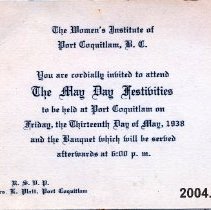 The Women's Institute of
Port Coquitlam, B. C.
You are cordially invited to attend
The May Day Festivities
to be held at Port Coquitlam on
Friday, the Thirteenth Day of May, 1938
and the Banquet which will be served
afterwards at 6:00 p. m.
R. S. V. P.
rs. K. Platt, Port Coquitlam
2004.